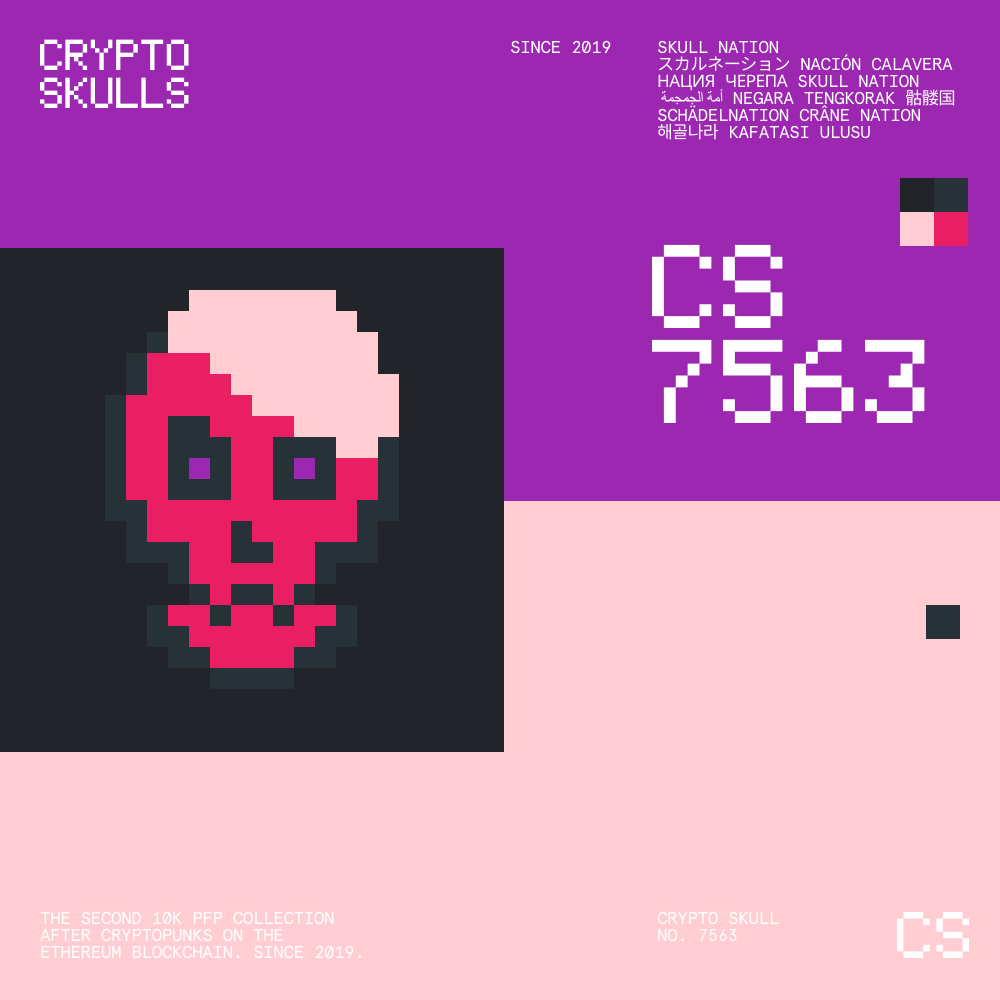 CRYPTO
SKULLS
SINCE 2019
SKULL NATION
スカルネーション NACIÓN CALAVERA
НАЦИЯ ЧЕРЕПА SKULL NATION
أمة الجمجمة NEGARA TENGKORAK 骷髅国
SCHÄDELNATION CRÂNE NATION
해골나라 KAFATASI ULUSU
CS
7563
THE SECOND 10K PFP COLLECTION
AFTER CRYPTOPUNKS ON THE
ETHEREUM BLOCKCHAIN. SINCE 2019.
CRYPTO SKULL
NO. 7563
CS